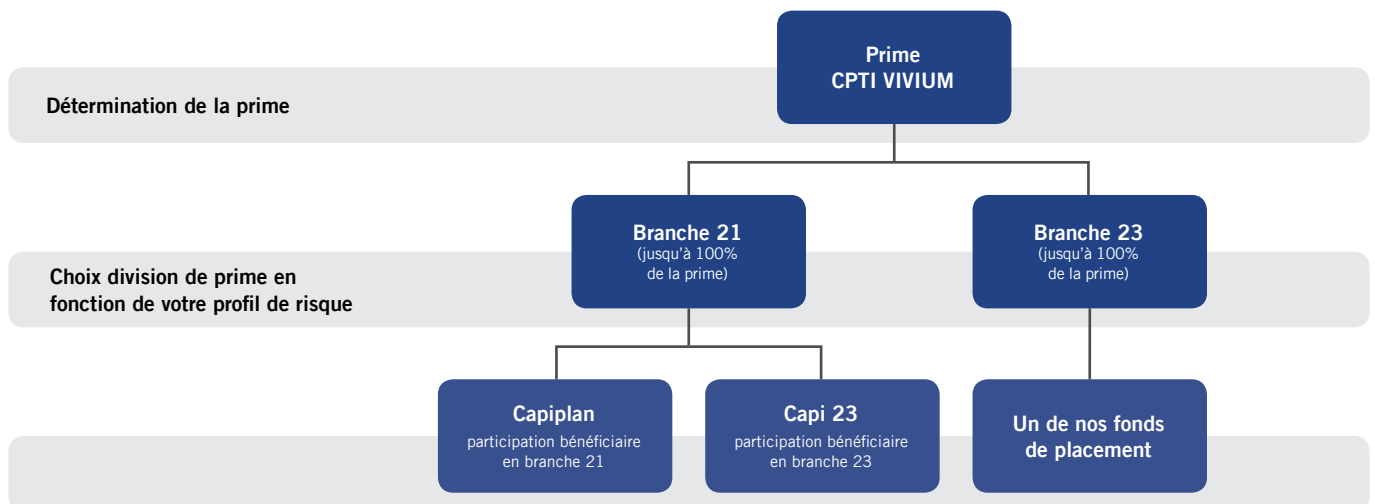 Prime
CPTI VIVIUM
Détermination de la prime
Branche 21
(jusqu'à 100%
de la prime)
Branche 23
(jusqu'à 100%
de la prime)
Choix division de prime en
fonction de votre profil de risque
Capiplan
participation bénéficiaire
en branche 21
Capi 23
participation bénéficiaire
en branche 23
Un de nos fonds
de placement